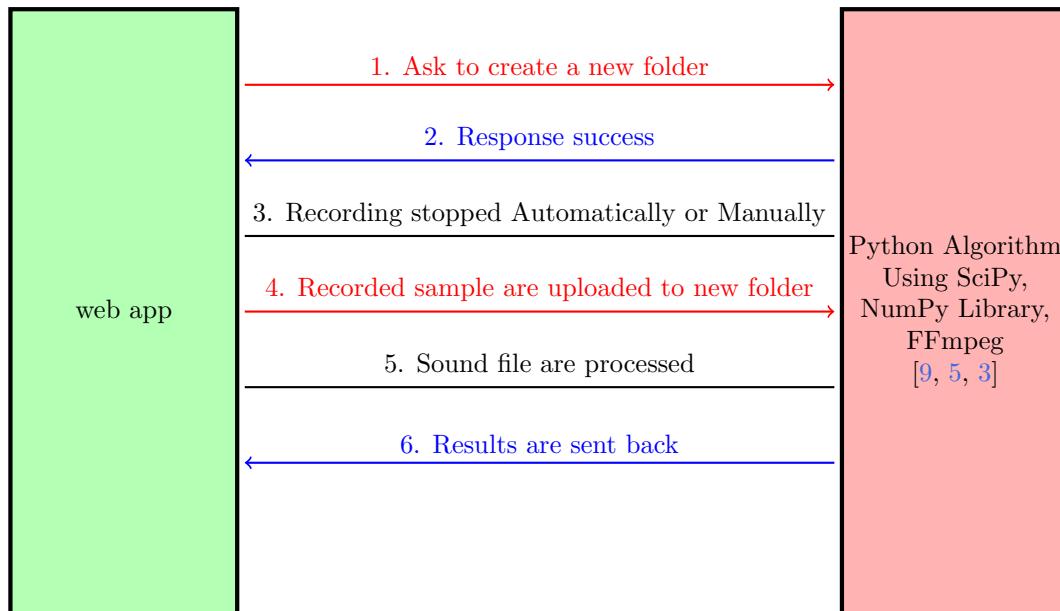 1. Ask to create a new folder
2. Response success
3. Recording stopped Automatically or Manually
4. Recorded sample are uploaded to new folder
5. Sound file are processed
6. Results are sent back
web app
Python Algorithm
Using SciPy,
NumPy Library,
FFmpeg
[9, 5, 3]